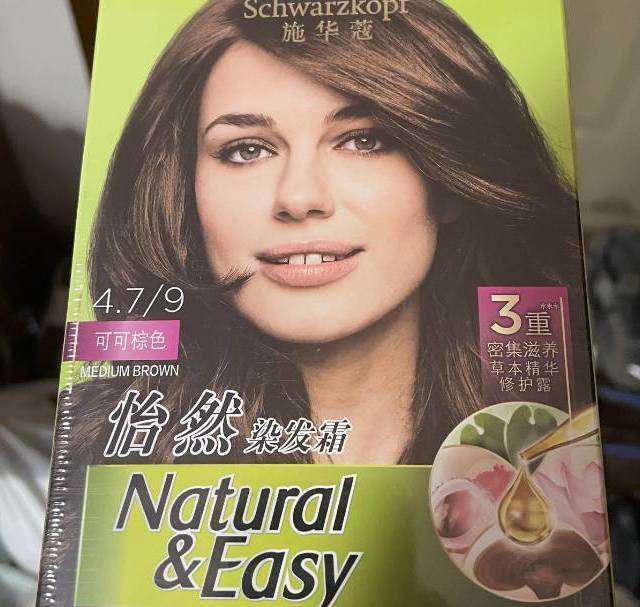 Schwarzkopf
施华蔻
4.7/9
可可棕色
MEDIUM BROWN
3重***
密集滋养
草本精华
修护露
怡然 染发霜
Natural
&Easy